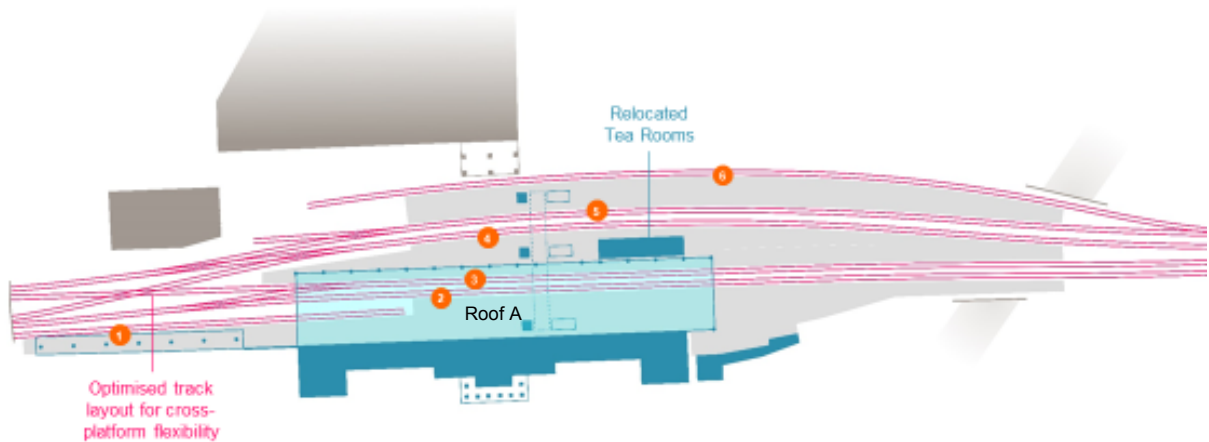 Relocated
Tea Rooms
6
5
4
3
2
Roof A
1
Optimised track
layout for cross-
platform flexibility